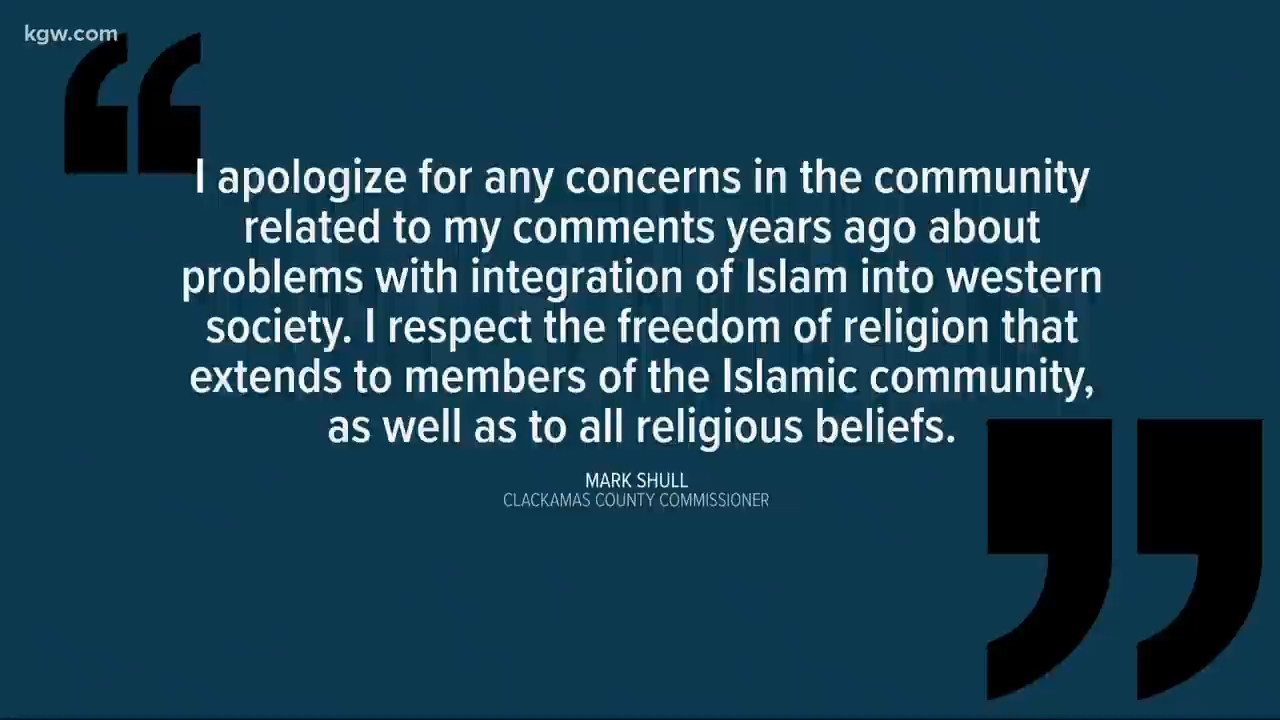 kgw.com
I apologize for any concerns in the community
related to my comments years ago about
problems with integration of Islam into western
society. I respect the freedom of religion that
extends to members of the Islamic community,
as well as to all religious beliefs.
MARK SHULL
CLACKAMAS COUNTY COMMISSIONER